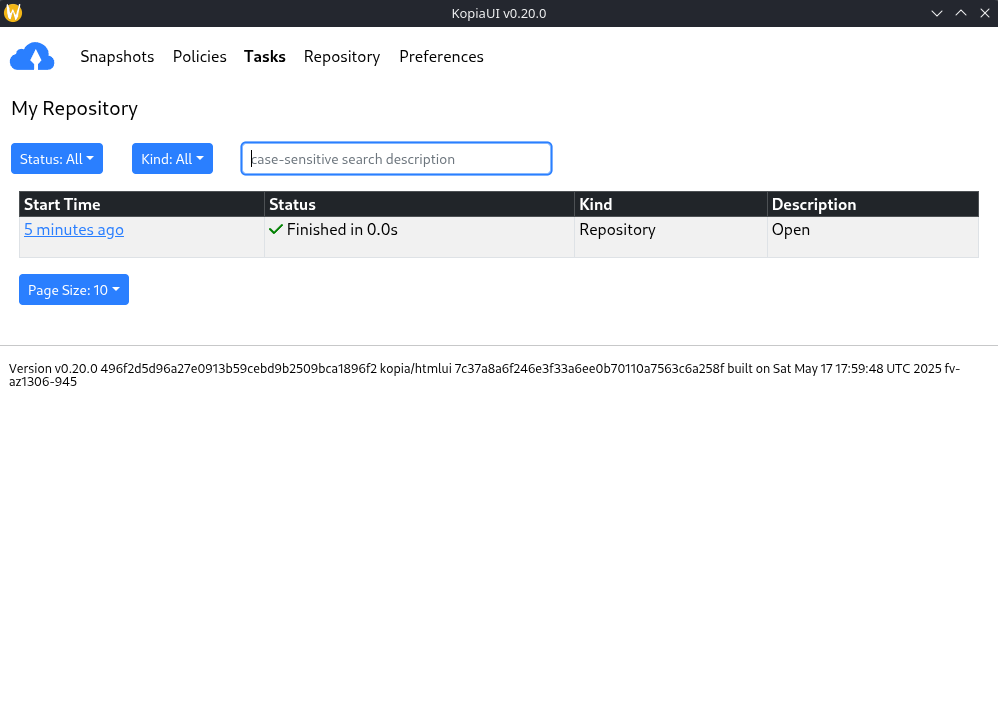 KopiaUI v0.20.0
Snapshots Policies Tasks Repository Preferences
My Repository
Status: All Kind: All case-sensitive search description
Start Time Status Kind Description
5 minutes ago Finished in 0.0s Repository Open
Page Size: 10
Version v0.20.0 496f2d5d96a27e0913b59cebd9b2509bca1896f2 kopia/htmlui 7c37a8a6f246e3f33a6ee0b70110a7563c6a258f built on Sat May 17 17:59:48 UTC 2025 fv-
az1306-945